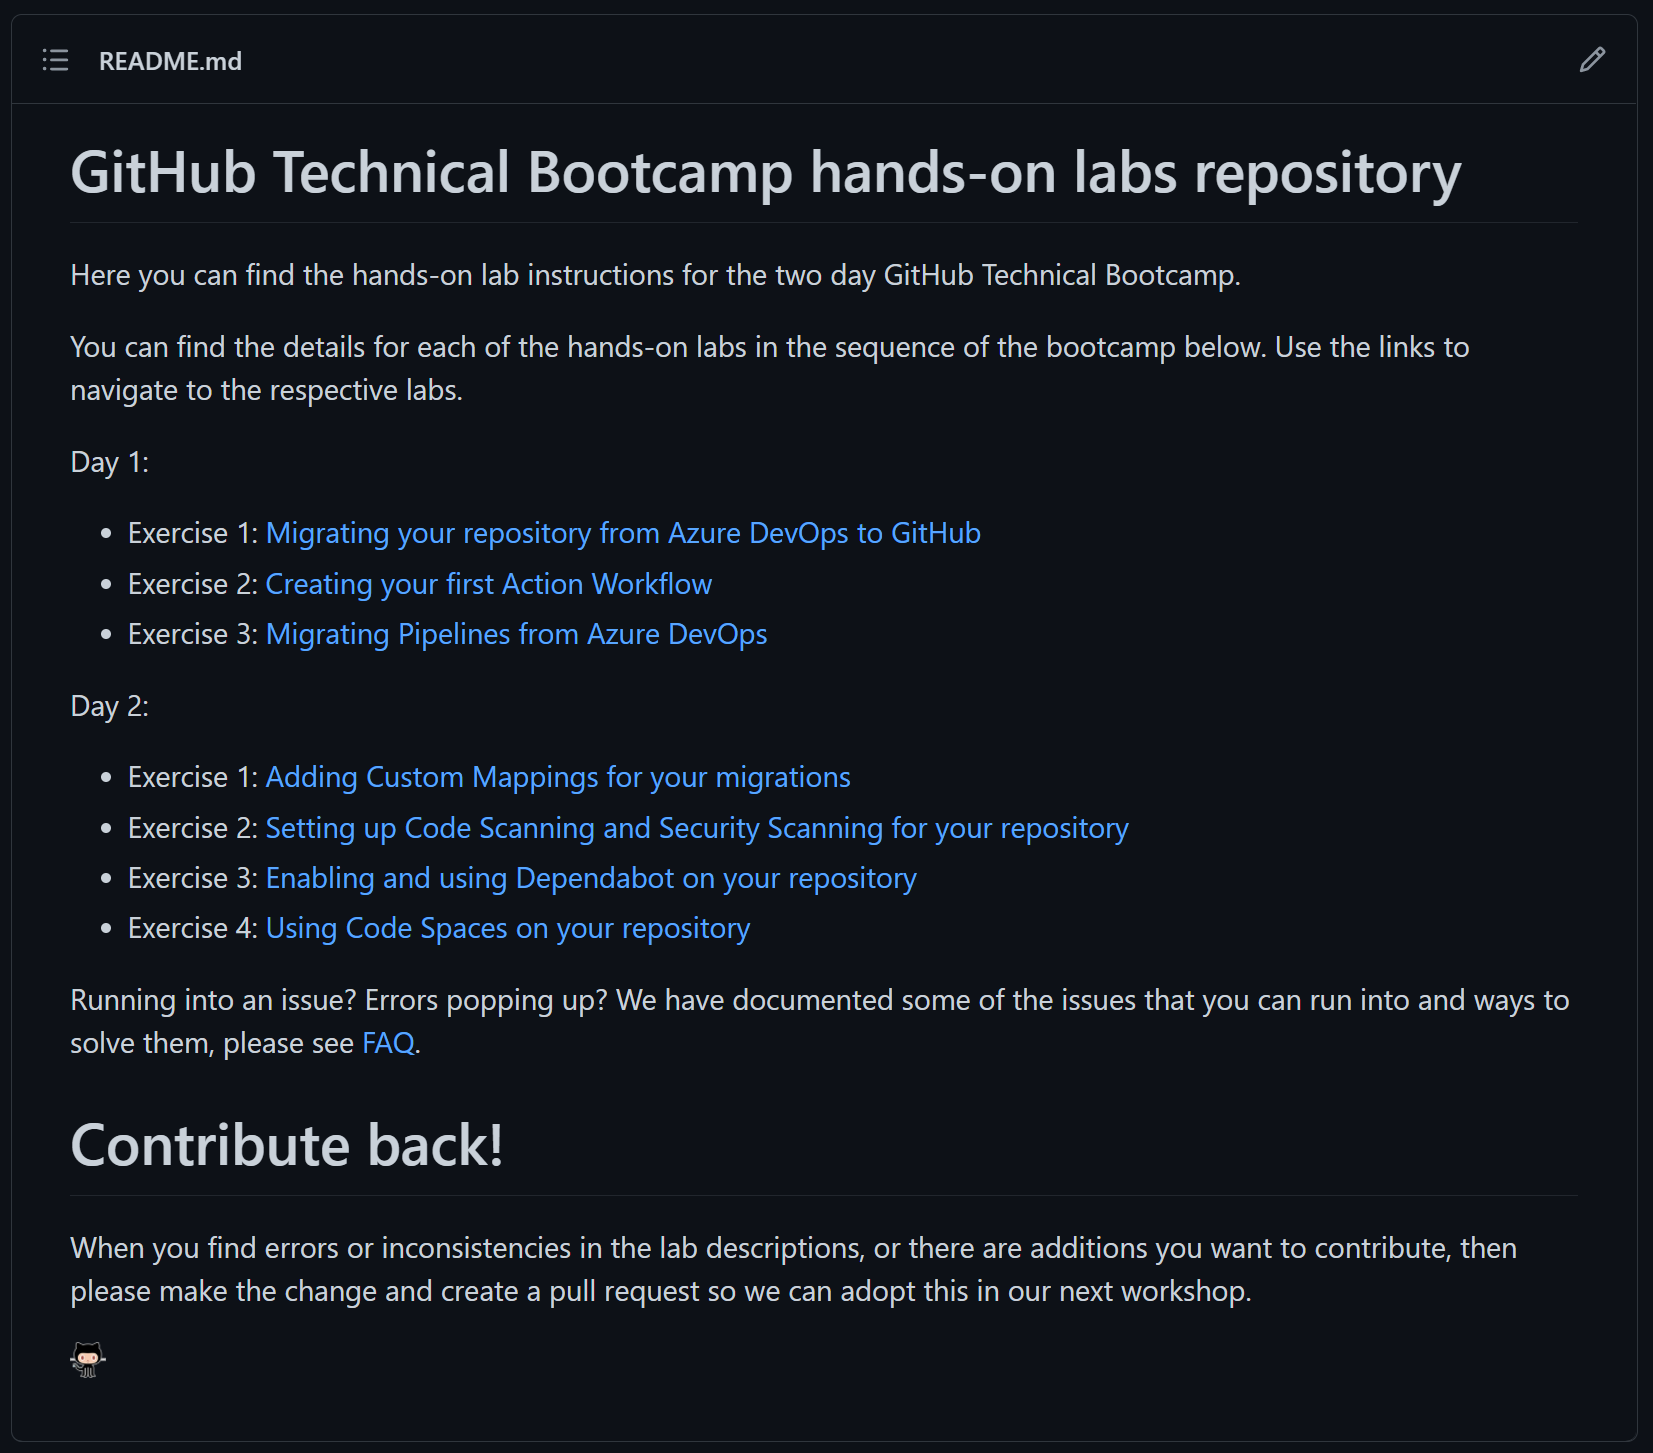 README.md
GitHub Technical Bootcamp hands-on labs repository
Here you can find the hands-on lab instructions for the two day GitHub Technical Bootcamp.
You can find the details for each of the hands-on labs in the sequence of the bootcamp below. Use the links to
navigate to the respective labs.
Day 1:
• Exercise 1: Migrating your repository from Azure DevOps to GitHub
• Exercise 2: Creating your first Action Workflow
• Exercise 3: Migrating Pipelines from Azure DevOps
Day 2:
• Exercise 1: Adding Custom Mappings for your migrations
• Exercise 2: Setting up Code Scanning and Security Scanning for your repository
• Exercise 3: Enabling and using Dependabot on your repository
• Exercise 4: Using Code Spaces on your repository
Running into an issue? Errors popping up? We have documented some of the issues that you can run into and ways to
solve them, please see FAQ.
Contribute back!
When you find errors or inconsistencies in the lab descriptions, or there are additions you want to contribute, then
please make the change and create a pull request so we can adopt this in our next workshop.